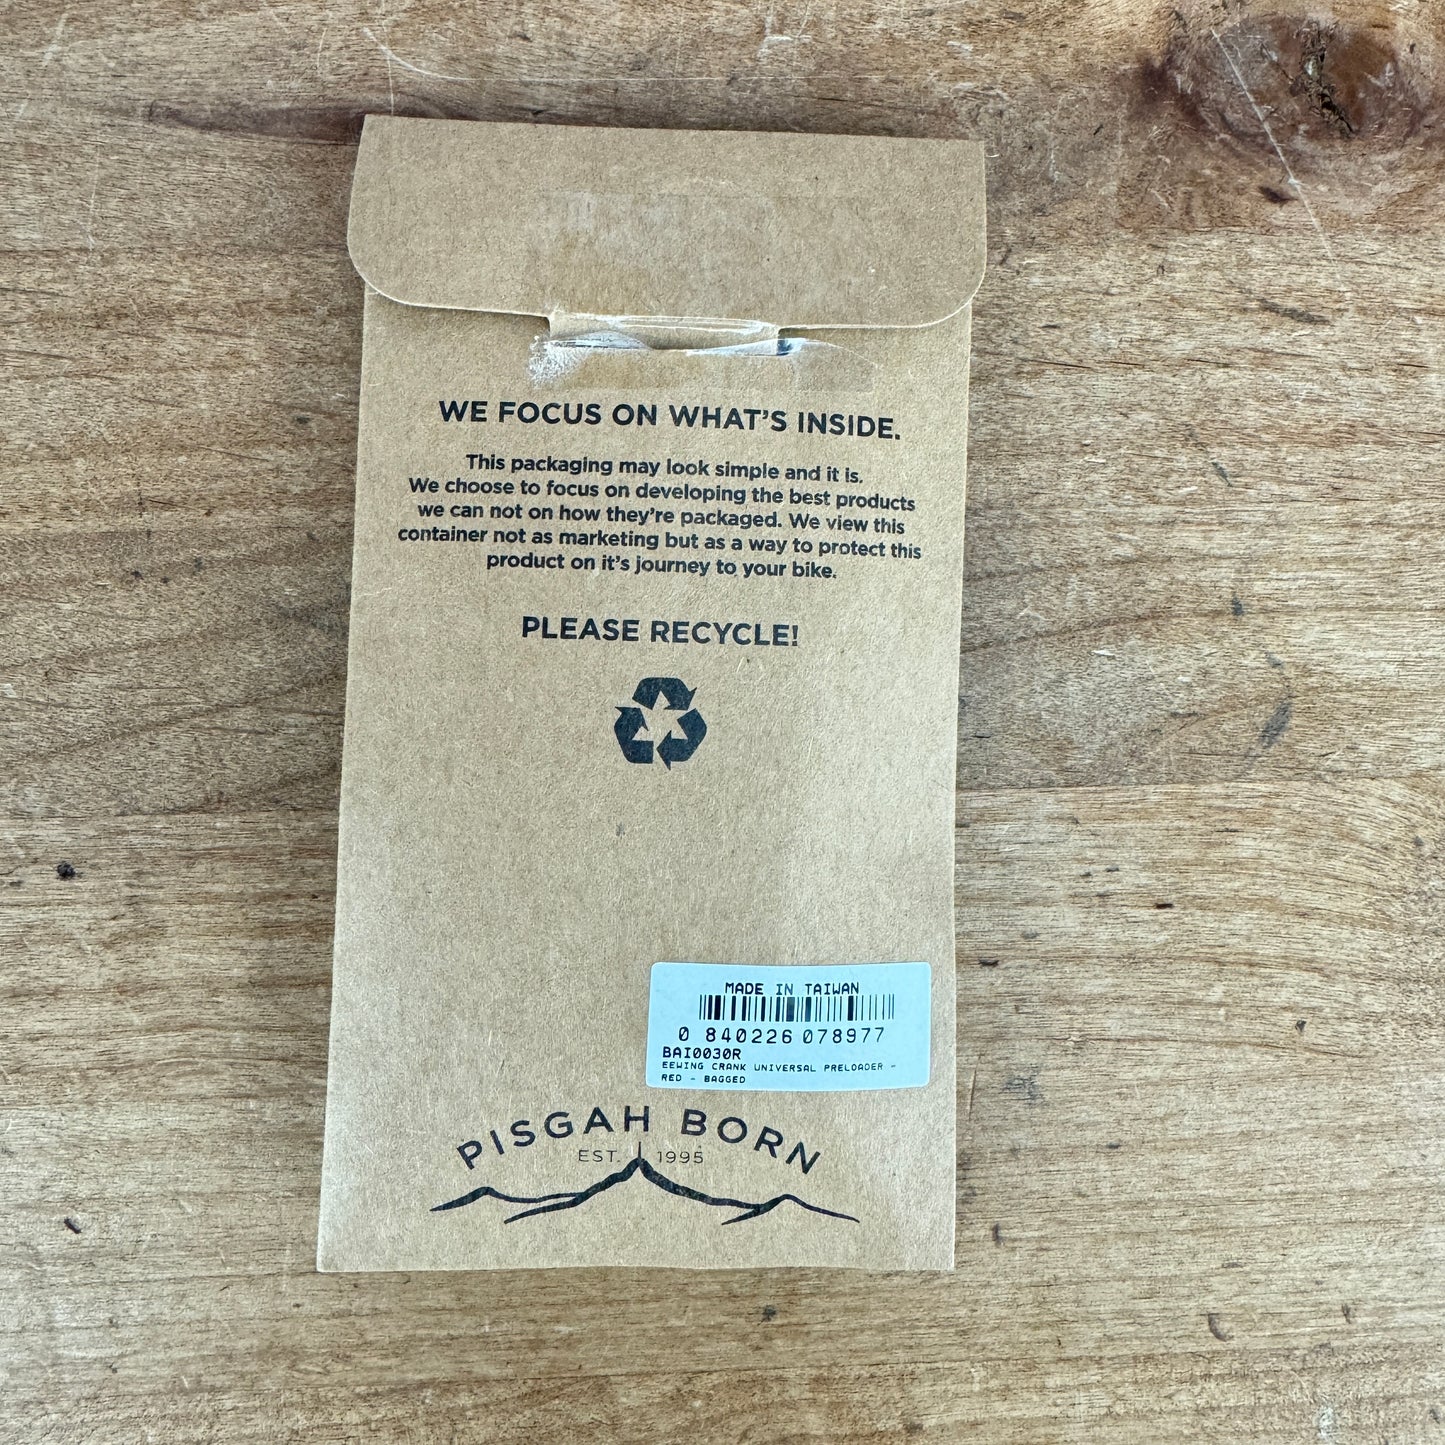 WE FOCUS ON WHAT'S INSIDE.
This packaging may look simple and it is.
We choose to focus on developing the best products
we can not on how they're packaged. We view this
container not as marketing but as a way to protect this
product on it's journey to your bike.
PLEASE RECYCLE!
MADE IN TAIWAN
0 840226 078977
BAI0030R
EEWING CRANK UNIVERSAL PRELOADER -
RED - BAGGED
PISGAH BORN
EST. 1995